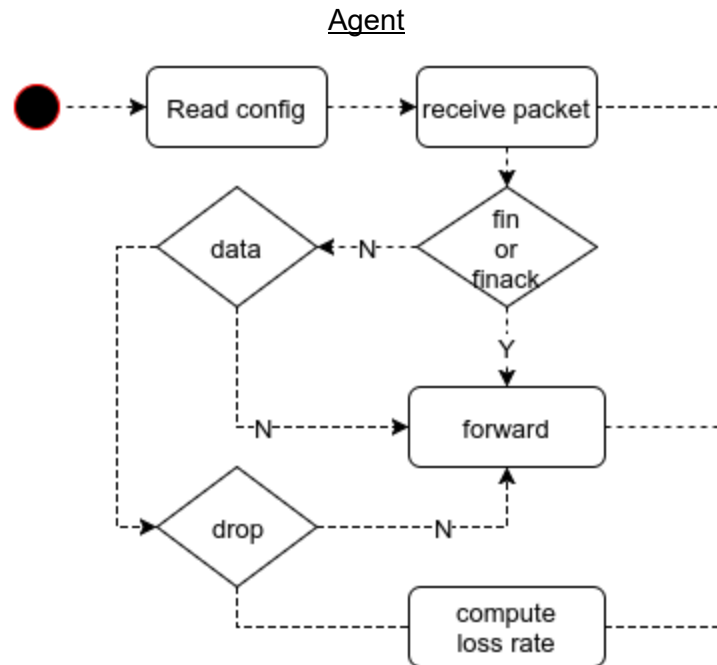 Agent
Read config
receive packet
fin
or
finack
N
data
Y
N
forward
drop
N
compute
loss rate